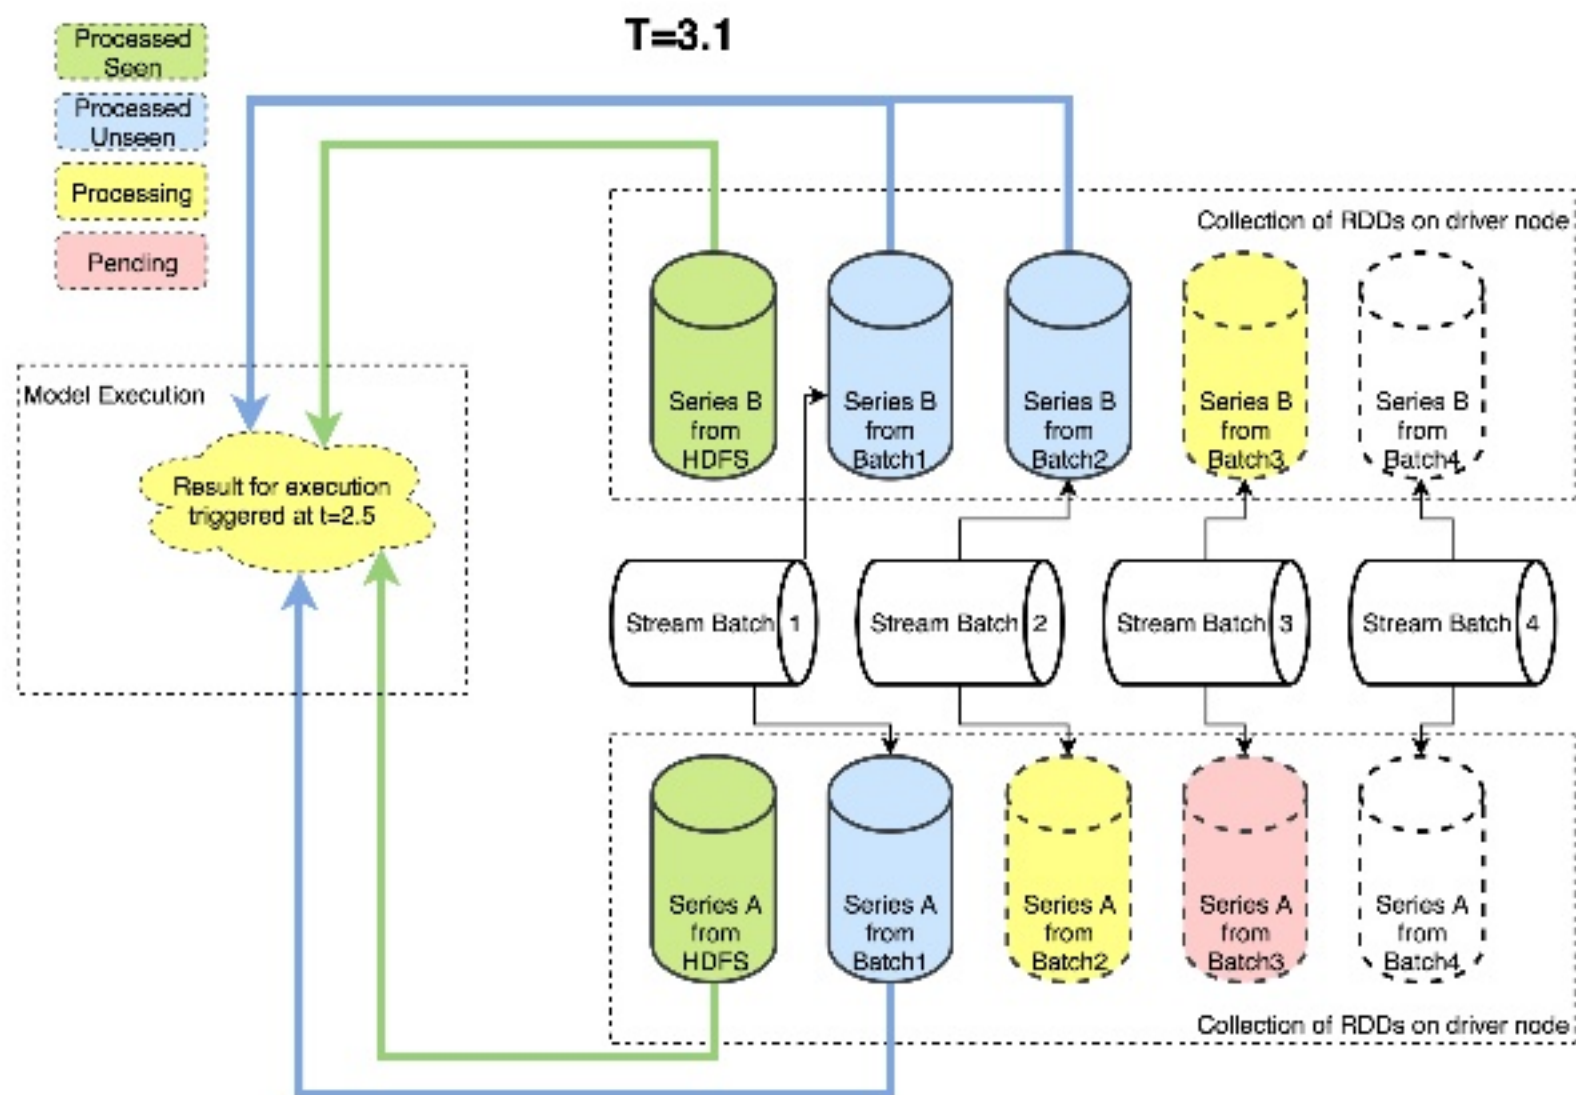 T=3.1
Processed
Seen
Processed
Unseen
Processing
Pending
Collection of RDDs on driver node
Series B
from
HDFS
Series B
from
Batch1
Series B
from
Batch2
Series B
from
Batch3
Series B
from
Batch4
Model Execution
Result for execution
triggered at t=2.5
Stream Batch 1
Stream Batch 2
Stream Batch 3
Stream Batch 4
Series A
from
HDFS
Series A
from
Batch1
Series A
from
Batch2
Series A
from
Batch3
Series A
from
Batch4
Collection of RDDs on driver node